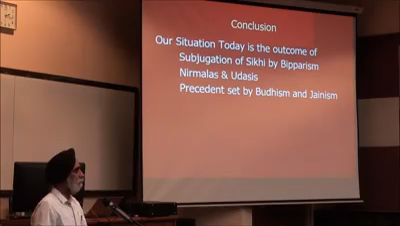 Conclusion
Our Situation Today is the outcome of
Subjugation of Sikhi by Bipparism
Nirmalas & Udasis
Precedent set by Budhism and Jainism